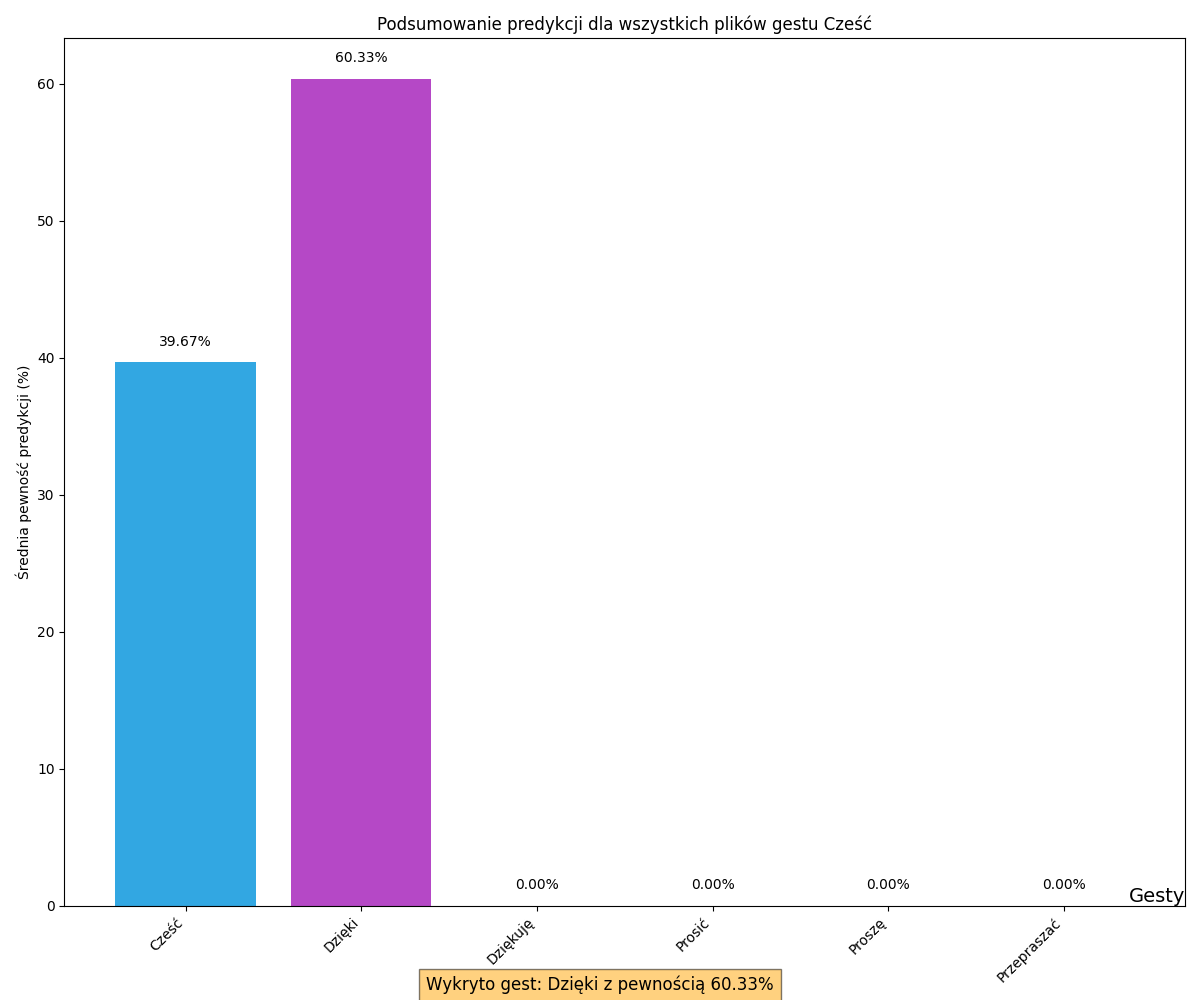 Podsumowanie predykcji dla wszystkich plików gestu Cześć
Średnia pewność predykcji (%)
60
50
40
30
20
10
0
39.67%
60.33%
0.00%
0.00%
0.00%
0.00%
Gesty
Cześć
Dzięki
Dziękuję
Prosić
Proszę
Przepraszać
Wykryto gest: Dzięki z pewnością 60.33%